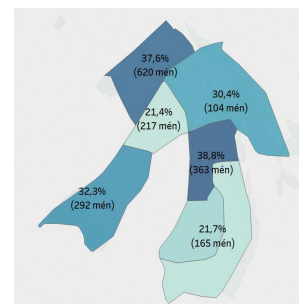 37,6%
(620 mén)
30,4%
(104 mén)
21,4%
(217 mén)
38,8%
(363 mén)
32,3%
(292 mén)
21,7%
(165 mén)